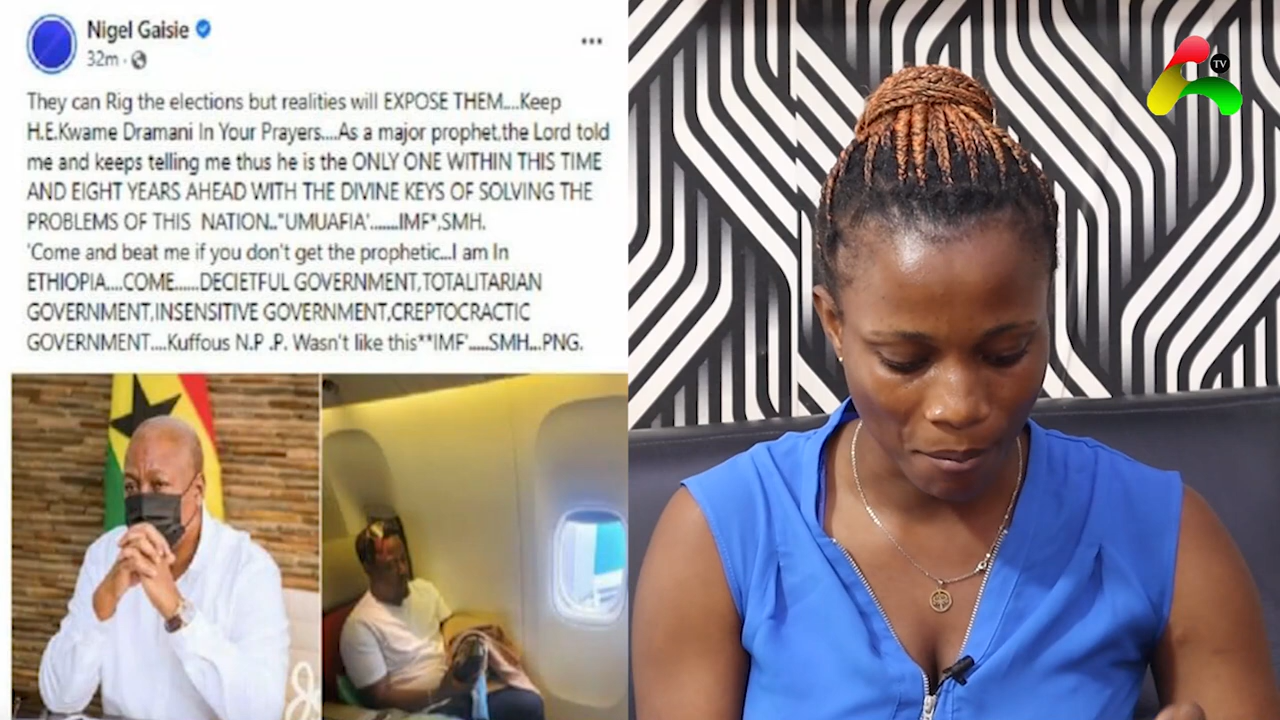 Nigel Gaisie
32m ·
They can Rig the elections but realities will EXPOSE THEM....Keep
H.E.Kwame Dramani In Your Prayers....As a major prophet,the Lord told
me and keeps telling me thus he is the ONLY ONE WITHIN THIS TIME
AND EIGHT YEARS AHEAD WITH THE DIVINE KEYS OF SOLVING THE
PROBLEMS OF THIS NATION.."UMUAFIA'.......IMF*,SMH.
'Come and beat me if you don't get the prophetic...I am In
ETHIOPIA....COME......DECIETFUL GOVERNMENT,TOTALITARIAN
GOVERNMENT,INSENSITIVE GOVERNMENT,CREPTOCRACTIC
GOVERNMENT....Kuffous N.P .P. Wasn't like this**IMF'.....SMH...PNG.
TV